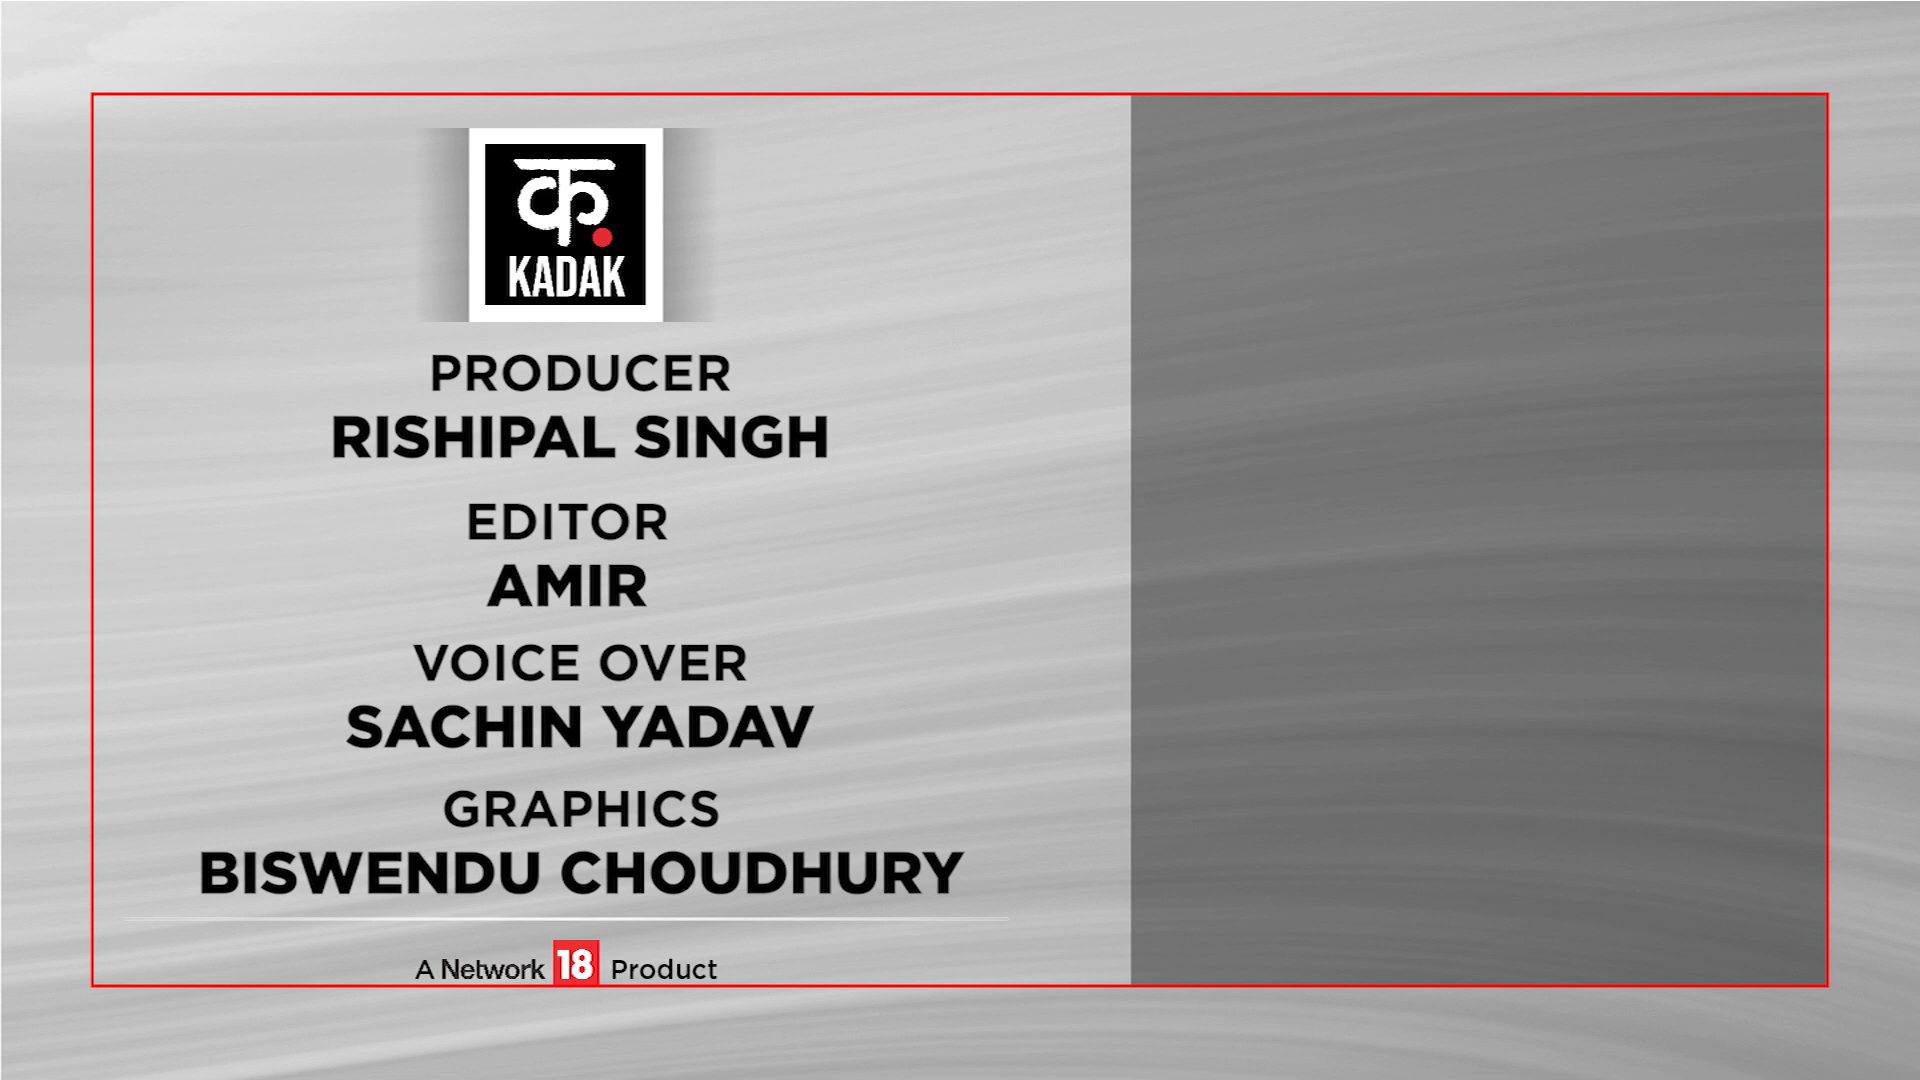 क.
KADAK
PRODUCER
RISHIPAL SINGH
EDITOR
AMIR
VOICE OVER
SACHIN YADAV
GRAPHICS
BISWENDU CHOUDHURY
A Network 18 Product